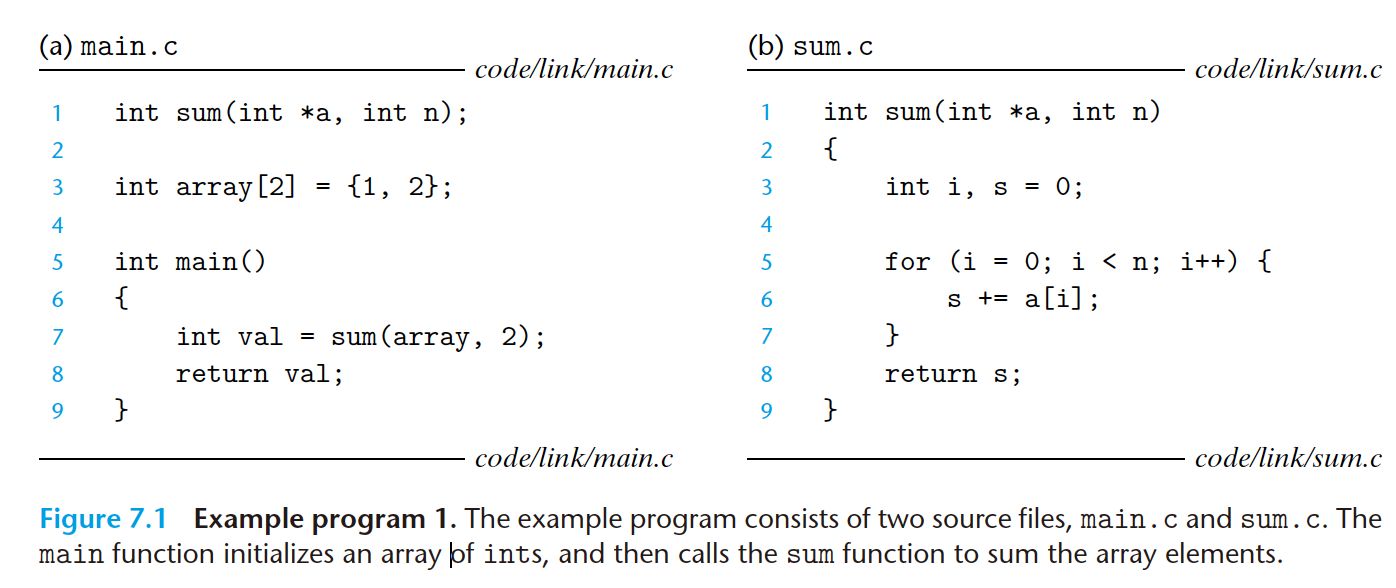 (a) main.c
code/link/main.c
1 int sum(int *a, int n);
2
3 int array[2] = {1, 2};
4
5 int main()
6 {
7 int val = sum(array, 2);
8 return val;
9 }
code/link/main.c
(b) sum.c
code/link/sum.c
1 int sum(int *a, int n)
2 {
3 int i, s = 0;
4
5 for (i = 0; i < n; i++) {
6 s += a[i];
7 }
8 return s;
9 }
code/link/sum.c
Figure 7.1 Example program 1. The example program consists of two source files, main.c and sum.c. The
main function initializes an array of ints, and then calls the sum function to sum the array elements.